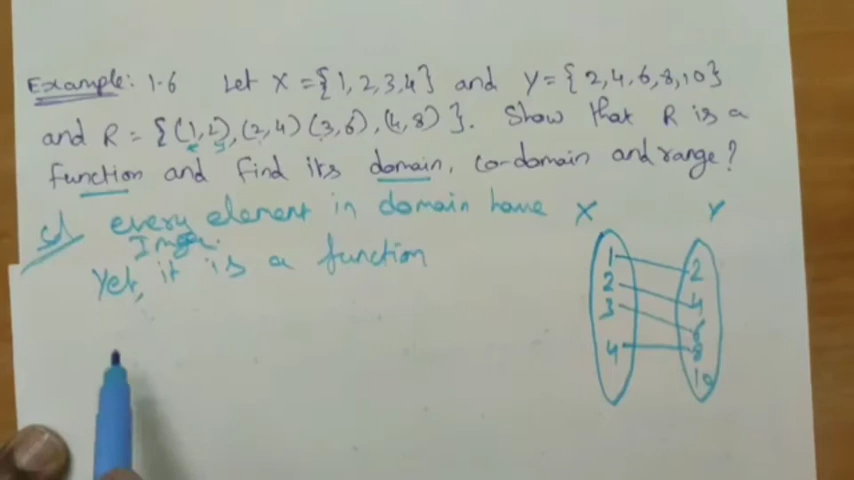 Example: 1.6 Let X = {1, 2, 3, 4} and Y = {2, 4, 6, 8, 10}
and R = {(1, 2), (2, 4) (3, 6), (4, 8)}. Show that R is a
function and find its domain, co-domain and range?
Sol every element in domain have
Image.
Yet, it is a function
X Y
1 2
2 4
3 6
4 8
10